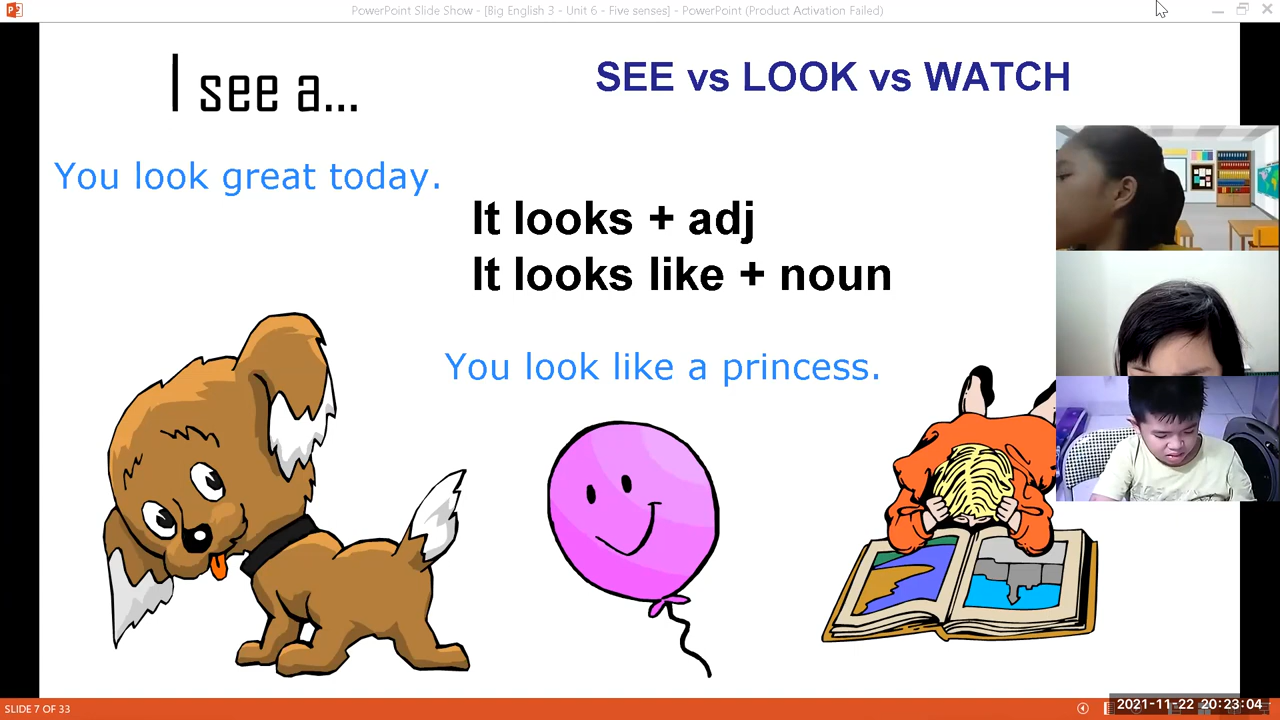 PowerPoint Slide Show - [Big English 3 - Unit 6 - Five senses] - PowerPoint (Product Activation Failed)
I see a...
SEE vs LOOK vs WATCH
You look great today.
It looks + adj
It looks like + noun
You look like a princess.
SLIDE 7 OF 33
2021-11-22 20:23:04